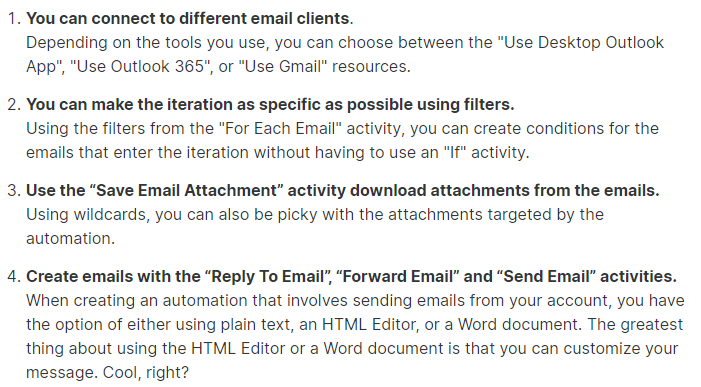 1. You can connect to different email clients.
Depending on the tools you use, you can choose between the "Use Desktop Outlook
App", "Use Outlook 365", or "Use Gmail" resources.
2. You can make the iteration as specific as possible using filters.
Using the filters from the "For Each Email" activity, you can create conditions for the
emails that enter the iteration without having to use an "If" activity.
3. Use the “Save Email Attachment” activity download attachments from the emails.
Using wildcards, you can also be picky with the attachments targeted by the
automation.
4. Create emails with the “Reply To Email”, “Forward Email” and “Send Email” activities.
When creating an automation that involves sending emails from your account, you have
the option of either using plain text, an HTML Editor, or a Word document. The greatest
thing about using the HTML Editor or a Word document is that you can customize your
message. Cool, right?